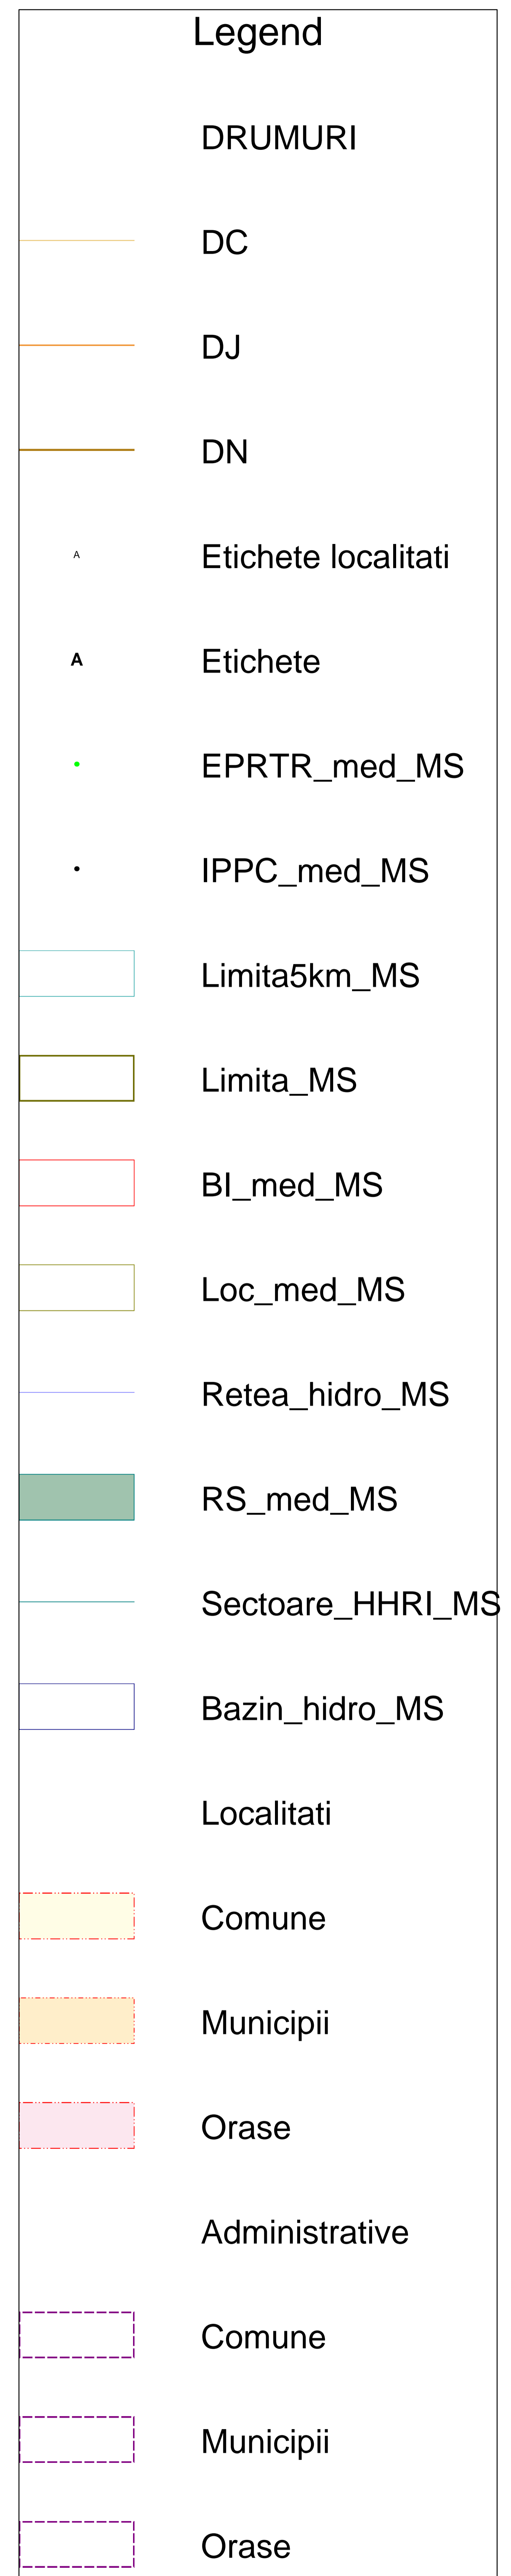 Legend
DRUMURI
DC
DJ
DN
A Etichete localitati
A Etichete
EPRTR_med_MS
IPPC_med_MS
Limita5km_MS
Limita_MS
BI_med_MS
Loc_med_MS
Retea_hidro_MS
RS_med_MS
Sectoare_HHRI_MS
Bazin_hidro_MS
Localitati
Comune
Municipii
Orase
Administrative
Comune
Municipii
Orase